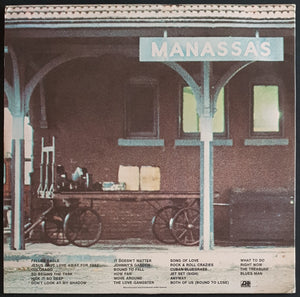 MANASSAS
FALLEN EAGLE
JESUS GAVE LOVE AWAY FOR FREE
COLORADO
SO BEGINS THE TASK
HIDE IT SO DEEP
DON'T LOOK AT MY SHADOW
IT DOESN'T MATTER
JOHNNY'S GARDEN
BOUND TO FALL
HOW FAR
MOVE AROUND
THE LOVE GANGSTER
SONG OF LOVE
ROCK & ROLL CRAZIES
CUBAN BLUEGRASS
JET SET (SIGH)
ANYWAY
BOTH OF US (BOUND TO LOSE)
WHAT TO DO
RIGHT NOW
THE TREASURE
BLUES MAN